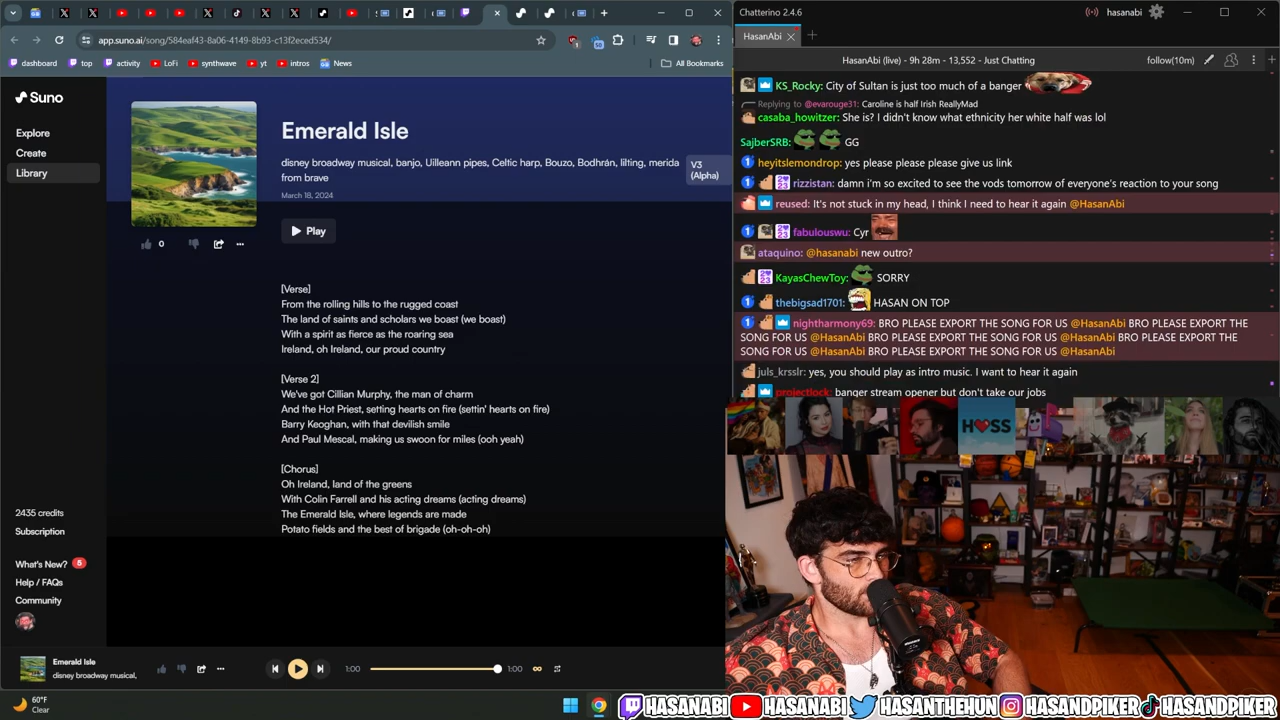 app.suno.ai/song/584eaf43-8a06-4149-8b93-c13f2eced534/
dashboard
top
activity
LoFi
synthwave
yt
intros
News
All Bookmarks
Suno
Explore
Create
Library
Emerald Isle
disney broadway musical, banjo, Uilleann pipes, Celtic harp, Bouzo, Bodhrán, lilting, merida
from brave
V3
(Alpha)
March 18, 2024
0
Play
[Verse]
From the rolling hills to the rugged coast
The land of saints and scholars we boast (we boast)
With a spirit as fierce as the roaring sea
Ireland, oh Ireland, our proud country
[Verse 2]
We've got Cillian Murphy, the man of charm
And the Hot Priest, setting hearts on fire (settin' hearts on fire)
Barry Keoghan, with that devilish smile
And Paul Mescal, making us swoon for miles (ooh yeah)
[Chorus]
Oh Ireland, land of the greens
With Colin Farrell and his acting dreams (acting dreams)
The Emerald Isle, where legends are made
Potato fields and the best of brigade (oh-oh-oh)
2435 credits
Subscription
What's New? 6
Help / FAQs
Community
Emerald Isle
disney broadway musical,
1:00
1:00
60°F
Clear
Chatterino 2.4.6
hasanabi
HasanAbi
HasanAbi (live) - 9h 28m - 13,552 - Just Chatting
follow(10m)
KS_Rocky: City of Sultan is just too much of a banger
Replying to @evarouge31: Caroline is half Irish ReallyMad
casaba_howitzer: She is? I didn't know what ethnicity her white half was lol
SajberSRB: GG
heyitslemondrop: yes please please please give us link
rizzistan: damn i'm so excited to see the vods tomorrow of everyone's reaction to your song
reused: It's not stuck in my head, I think I need to hear it again @HasanAbi
fabulouswu: Cyr
ataquino: @hasanabi new outro?
KayasChewToy: SORRY
thebigsad1701: HASAN ON TOP
nightharmony69: BRO PLEASE EXPORT THE SONG FOR US @HasanAbi BRO PLEASE EXPORT THE
SONG FOR US @HasanAbi BRO PLEASE EXPORT THE SONG FOR US @HasanAbi BRO PLEASE EXPORT THE
SONG FOR US @HasanAbi BRO PLEASE EXPORT THE SONG FOR US @HasanAbi
juls_krsslr: yes, you should play as intro music. I want to hear it again
projectlock: banger stream opener but don't take our jobs
HOSS
HASANABI
HASANABI
HASANTHEHUN
HASANDPIKER
HASANDPIKER